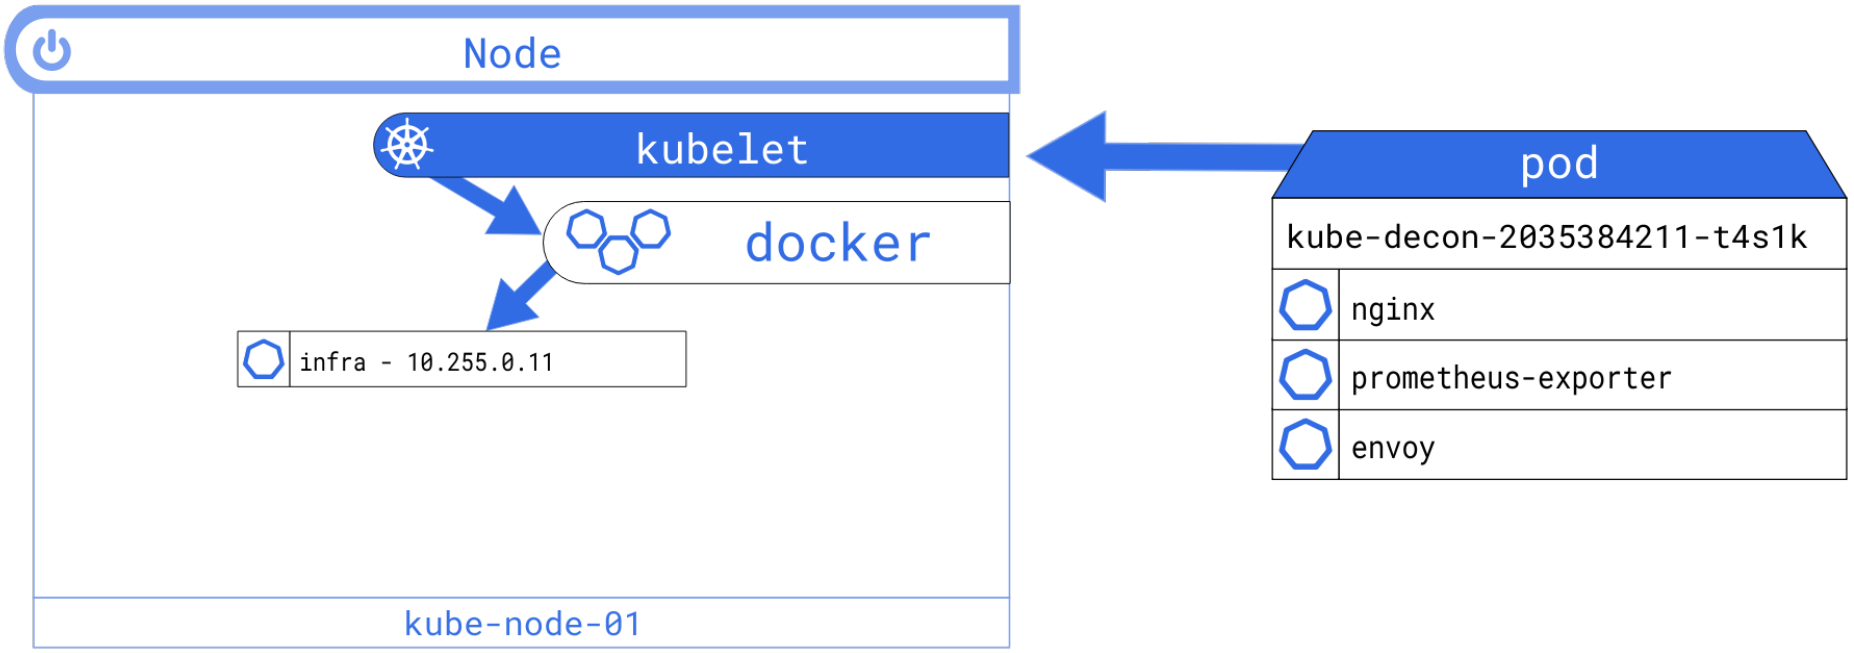 Node
kubelet
docker
infra - 10.255.0.11
kube-node-01
pod
kube-decon-2035384211-t4s1k
nginx
prometheus-exporter
envoy